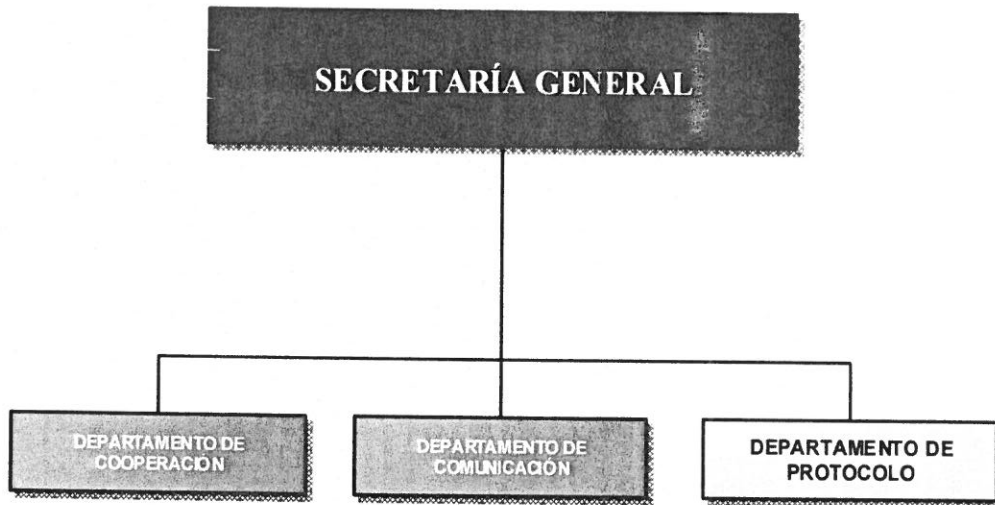 SECRETARÍA GENERAL
DEPARTAMENTO DE
COOPERACIÓN
DEPARTAMENTO DE
COMUNICACIÓN
DEPARTAMENTO DE
PROTOCOLO